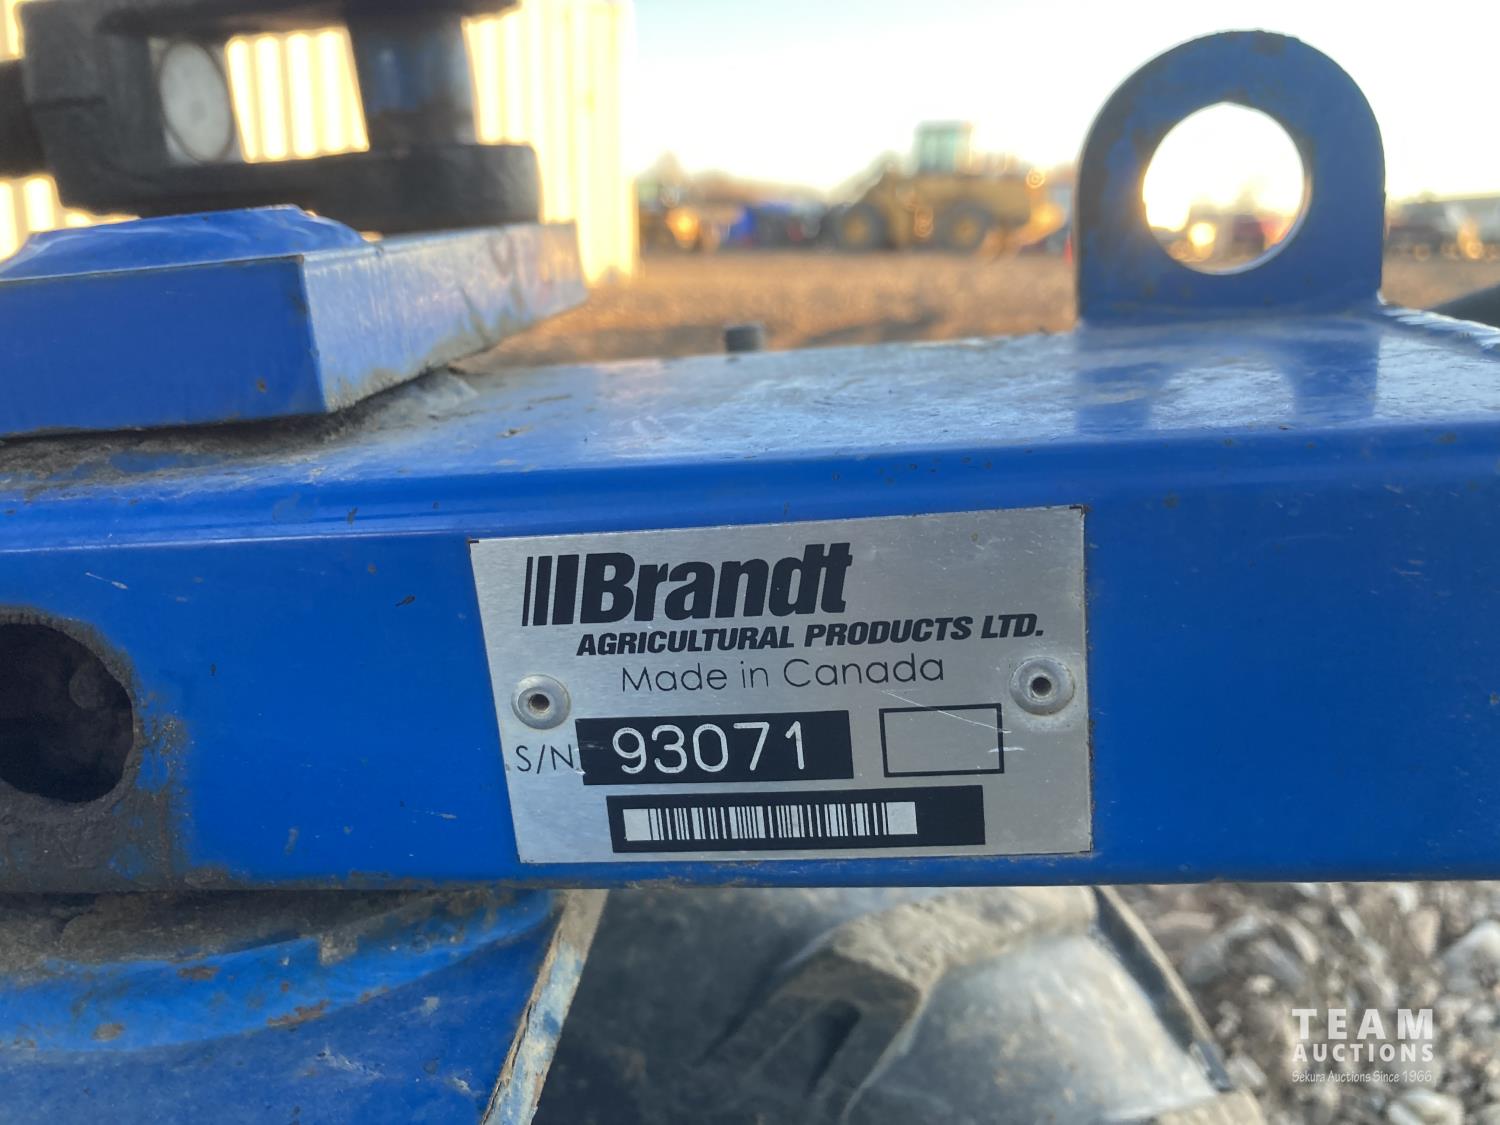 Brandt
AGRICULTURAL PRODUCTS LTD.
Made in Canada
S/N 93071
TEAM
AUCTIONS
Sekura Auctions Since 1966